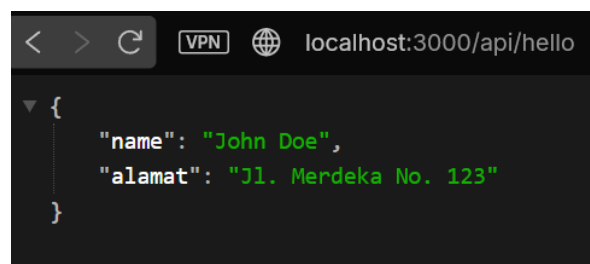 VPN localhost:3000/api/hello
{
"name": "John Doe",
"alamat": "Jl. Merdeka No. 123"
}